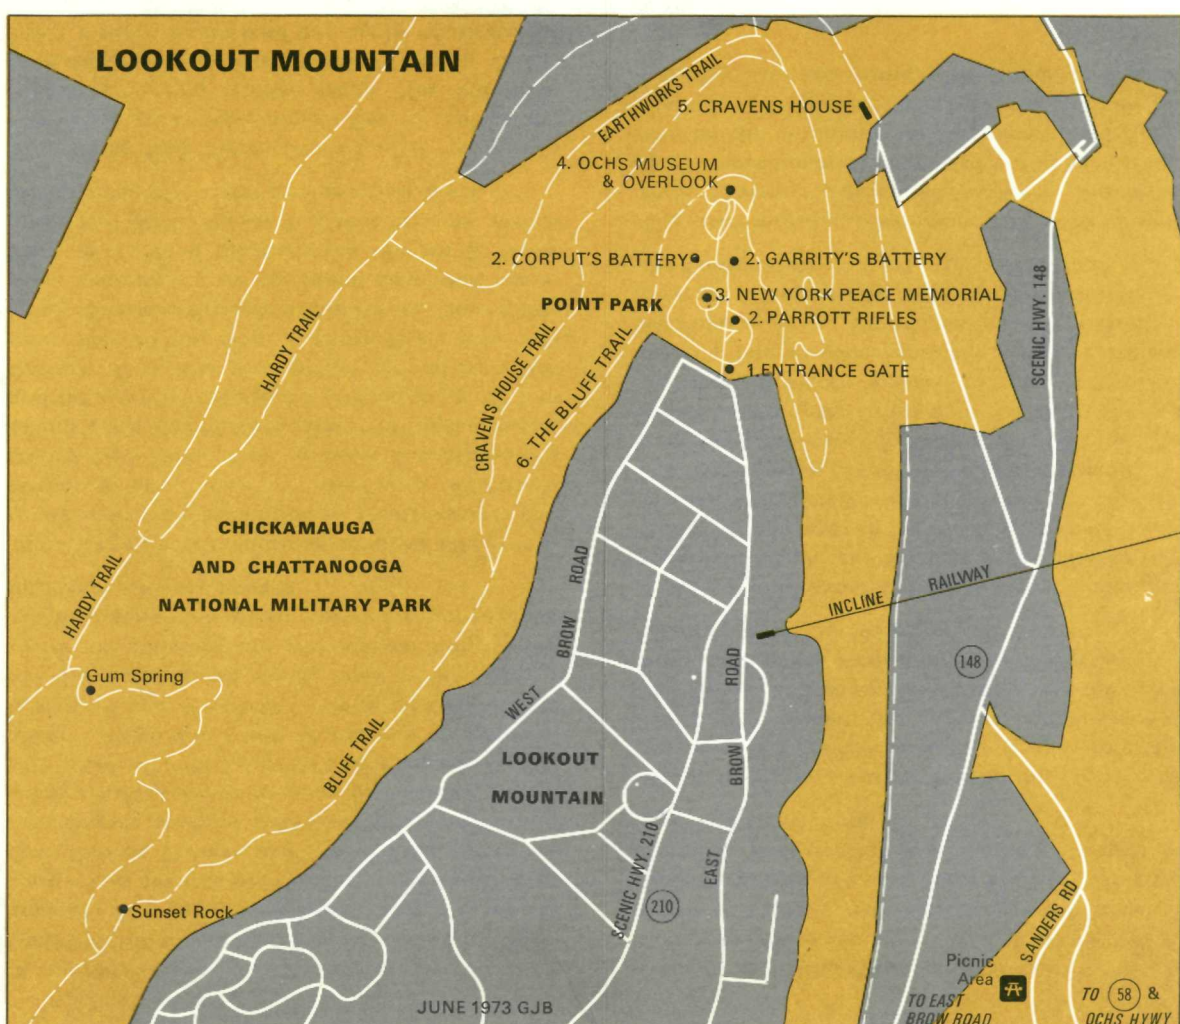 LOOKOUT MOUNTAIN
EARTHWORKS TRAIL
5. CRAVENS HOUSE
4. OCHS MUSEUM
& OVERLOOK
2. CORPUT'S BATTERY
2. GARRITY'S BATTERY
POINT PARK
3. NEW YORK PEACE MEMORIAL
2. PARROTT RIFLES
1. ENTRANCE GATE
SCENIC HWY. 148
HARDY TRAIL
CRAVENS HOUSE TRAIL
6. THE BLUFF TRAIL
CHICKAMAUGA
AND CHATTANOOGA
NATIONAL MILITARY PARK
HARDY TRAIL
WEST BROW ROAD
INCLINE RAILWAY
148
Gum Spring
BLUFF TRAIL
LOOKOUT
MOUNTAIN
EAST BROW ROAD
SCENIC HWY. 210
210
Sunset Rock
SANDERS RD
Picnic
Area
TO EAST
BROW ROAD
TO 58 &
OCHS HYWY
JUNE 1973 GJB